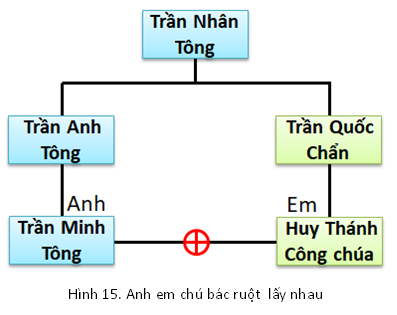 Trần Nhân
Tông
Trần Anh
Tông
Trần Quốc
Chẩn
Anh
Em
Trần Minh
Tông
Huy Thánh
Công chúa
Hình 15. Anh em chú bác ruột lấy nhau